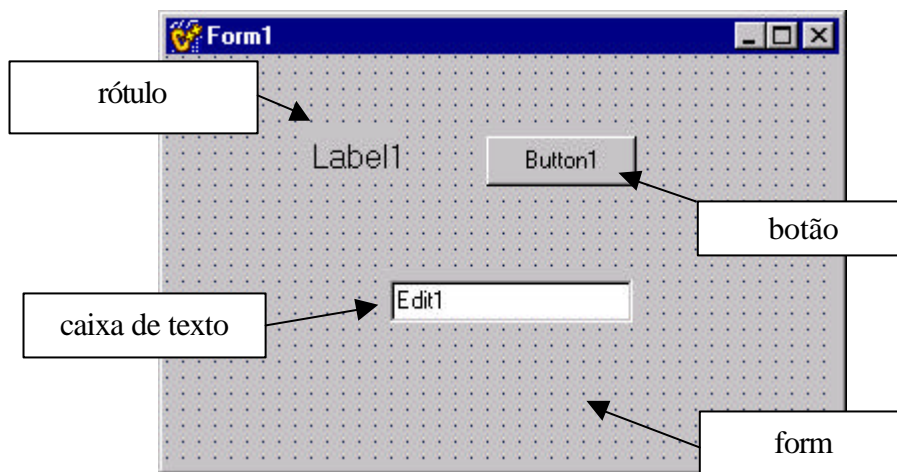 Form1
rótulo
Label1
Button1
botão
Edit1
caixa de texto
form